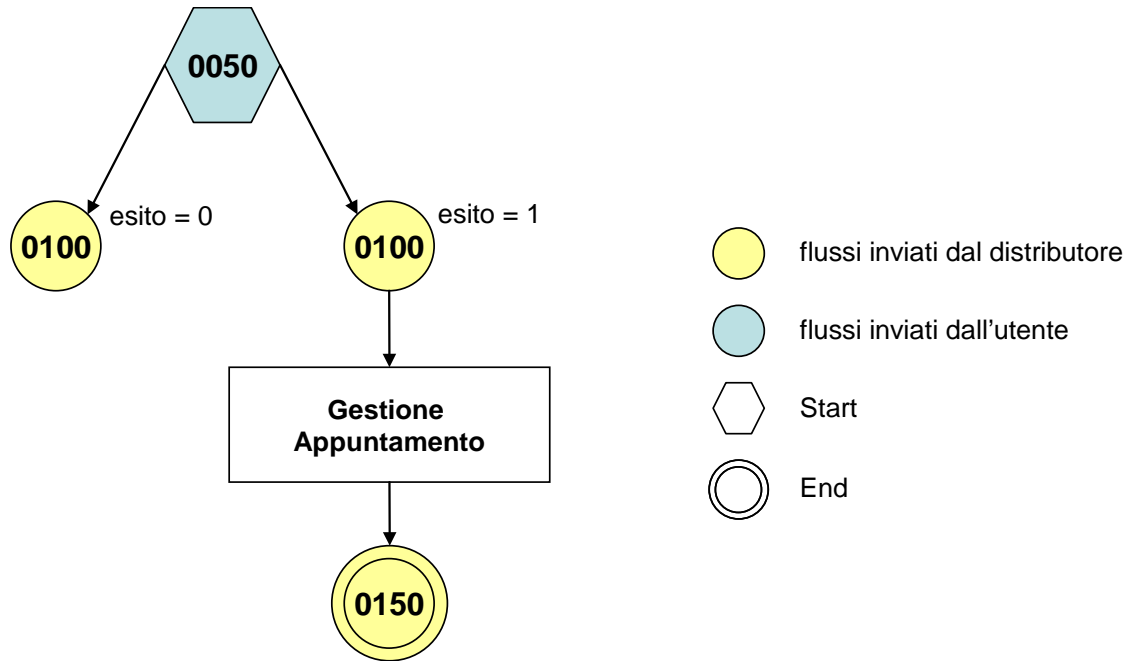 0050
esito = 0
esito = 1
0100
0100
flussi inviati dal distributore
flussi inviati dall'utente
Gestione
Appuntamento
Start
End
0150